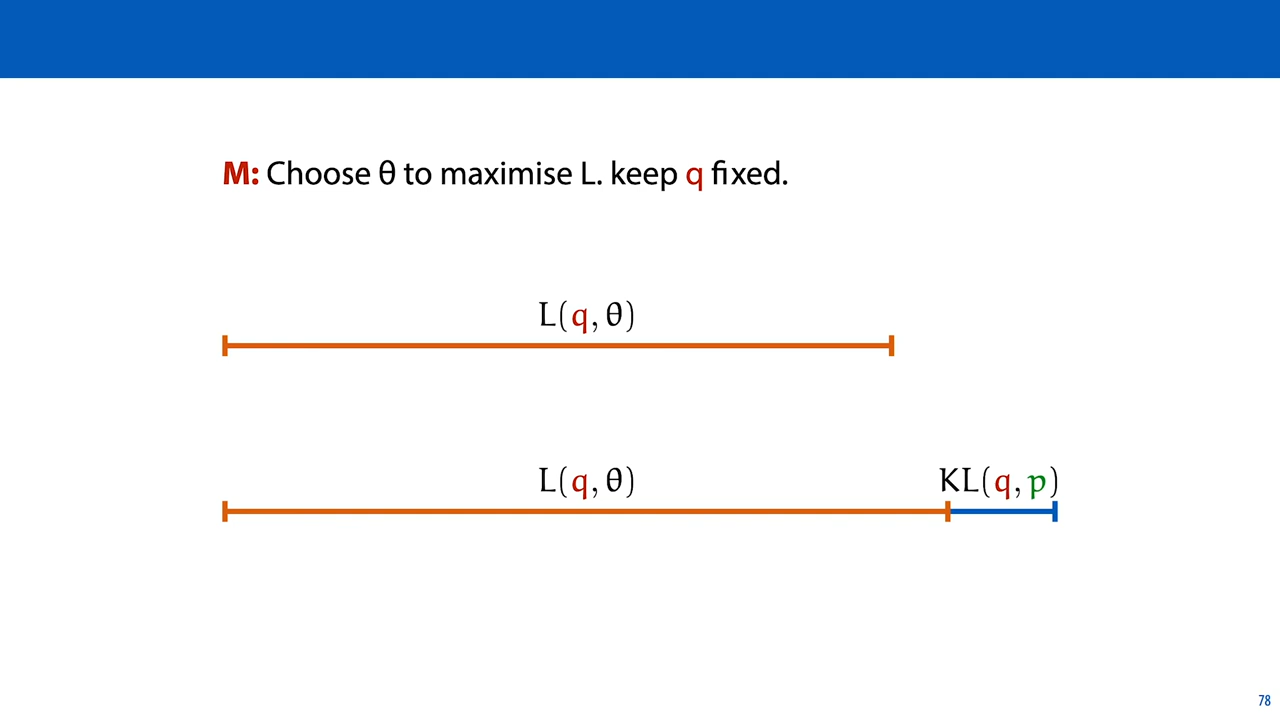 M: Choose θ to maximise L. keep q fixed.
L(q, θ)
L(q, θ) KL(q, p)
78